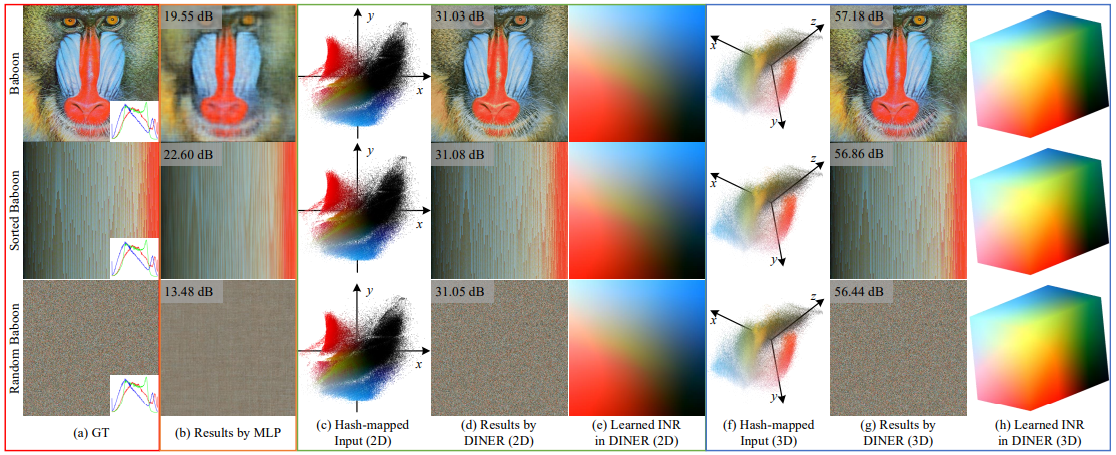 Baboon
19.55 dB
y
x
31.03 dB
z
x
y
57.18 dB
Sorted Baboon
22.60 dB
y
x
31.08 dB
z
x
y
56.86 dB
Random Baboon
13.48 dB
y
x
31.05 dB
z
x
y
56.44 dB
(a) GT
(b) Results by MLP
(c) Hash-mapped
Input (2D)
(d) Results by
DINER (2D)
(e) Learned INR
in DINER (2D)
(f) Hash-mapped
Input (3D)
(g) Results by
DINER (3D)
(h) Learned INR
in DINER (3D)